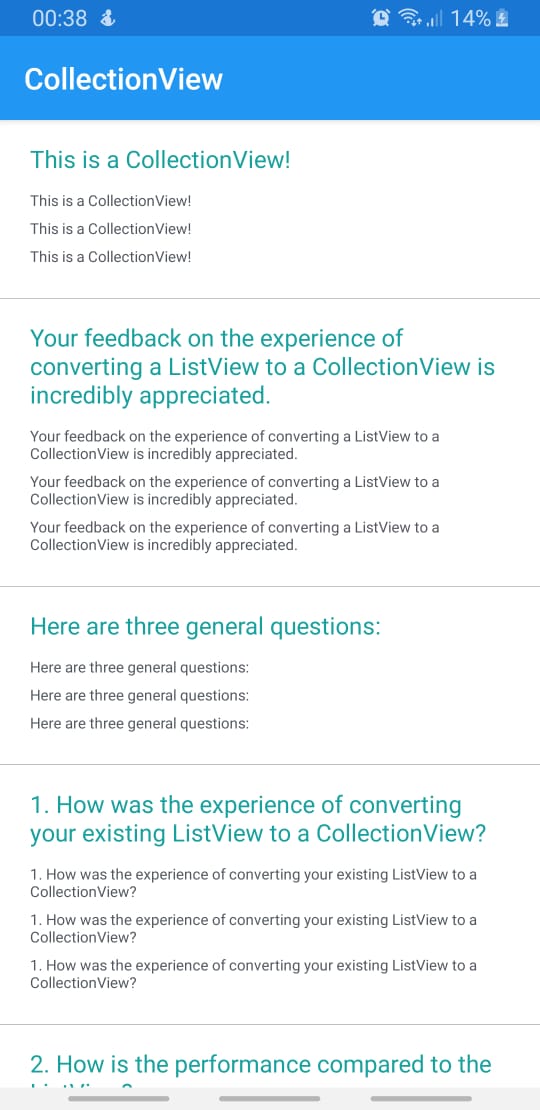 00:38
14%
CollectionView
This is a CollectionView!
This is a CollectionView!
This is a CollectionView!
This is a CollectionView!
Your feedback on the experience of
converting a ListView to a CollectionView is
incredibly appreciated.
Your feedback on the experience of converting a ListView to a
CollectionView is incredibly appreciated.
Your feedback on the experience of converting a ListView to a
CollectionView is incredibly appreciated.
Your feedback on the experience of converting a ListView to a
CollectionView is incredibly appreciated.
Here are three general questions:
Here are three general questions:
Here are three general questions:
Here are three general questions:
1. How was the experience of converting
your existing ListView to a CollectionView?
1. How was the experience of converting your existing ListView to a
CollectionView?
1. How was the experience of converting your existing ListView to a
CollectionView?
1. How was the experience of converting your existing ListView to a
CollectionView?
2. How is the performance compared to the